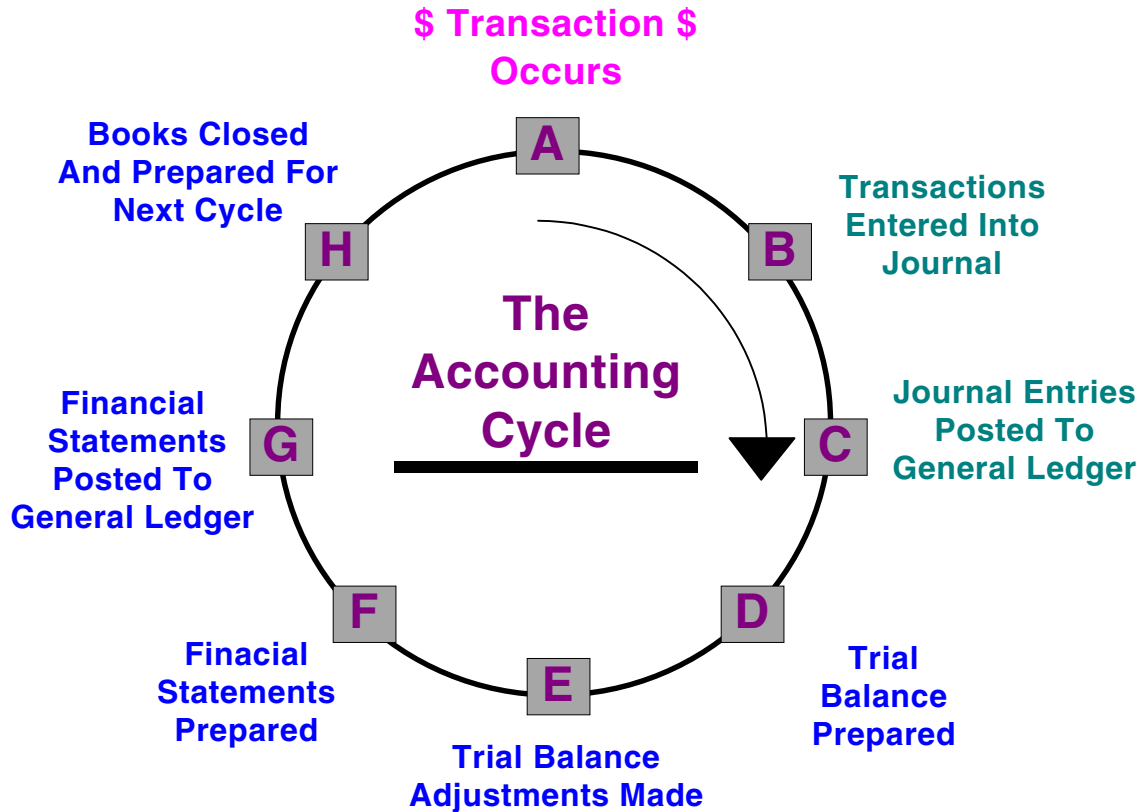 $ Transaction $
Occurs
A
Transactions
Entered Into
Journal
B
Journal Entries
Posted To
General Ledger
C
Trial
Balance
Prepared
D
Trial Balance
Adjustments Made
E
Finacial
Statements
Prepared
F
Financial
Statements
Posted To
General Ledger
G
Books Closed
And Prepared For
Next Cycle
H
The
Accounting
Cycle